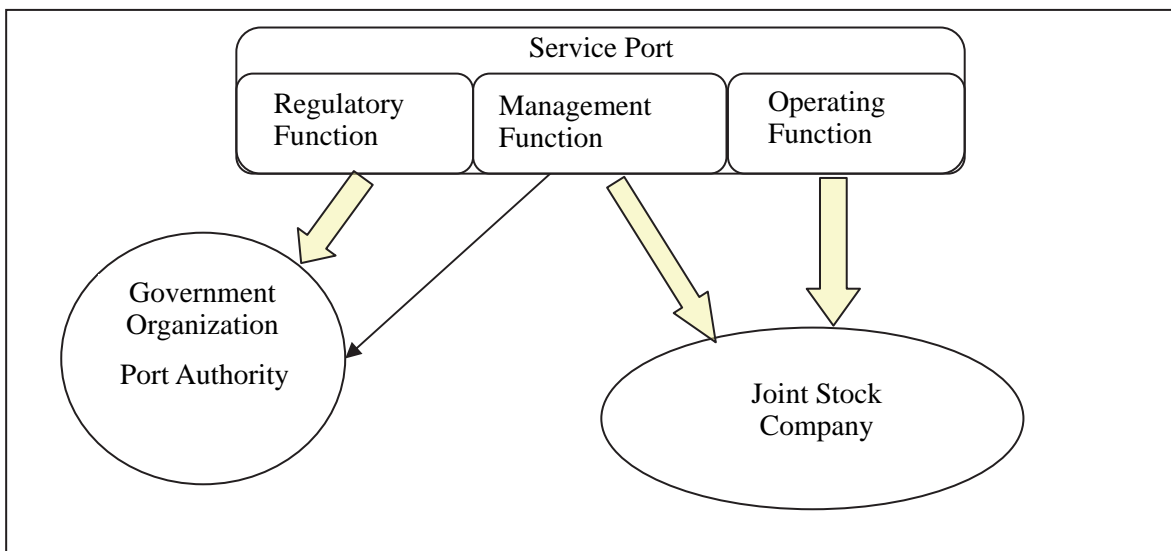 Service Port
Regulatory
Function
Management
Function
Operating
Function
Government
Organization
Port Authority
Joint Stock
Company